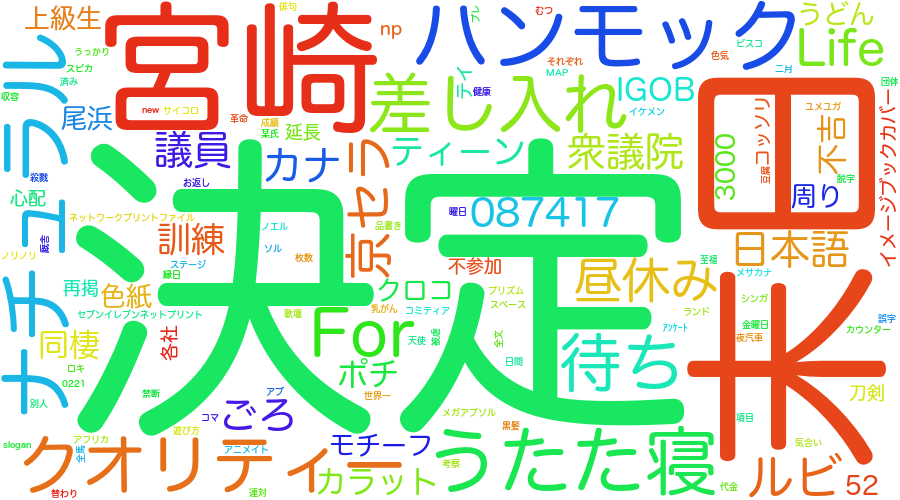 上級生
俳句
ブレ
むつ
うどん
うっかり
宮崎
np
ハンモック
色気
ビスコ
Life
スピカ
済み
それぞれ
MAP
二月
収容
new
サイコロ
差し入れ
ティ
健康
IGOB
イケメン
団体
ナチュラル
尾浜
革命
成績
某氏
延長
田
コッソリ
豆腐
ユメユガ
不吉
イメージブックカバー
議員
カナ
京セラ
ティーン
衆議院
3000
殺戮
お返し
周り
脱字
心配
曜日
087417
ネットワークプリントファイル
ノエル
品書き
訓練
ソル
日本語
ノリノリ
ステージ
枚数
不参加
昼休み
至福
メサカナ
縁日
再掲
色紙
クロコ
プリズム
スペース
シンガ
乳がん
コミティア
ランド
セブンイレブンネットプリント
決定
For
歌壇
天使
全文
アンケート
金曜日
夜汽車
カウンター
誤字
同棲
各社
待ち
米
日間
ロキ
0221
ポチ
世界一
別人
禁断
アプ
ごろ
コマ
メガアブソル
刀剣
項目
遊び方
slogan
アフリカ
モチーフ
黒髪
うたた寝
気合い
アニメイト
クオリティー
考察
カラット
ルビ
52
代金
替わり
連対